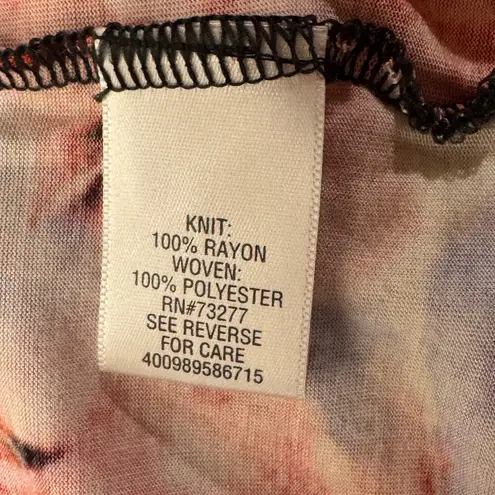 KNIT:
100% RAYON
WOVEN:
100% POLYESTER
RN#73277
SEE REVERSE
FOR CARE
400989586715